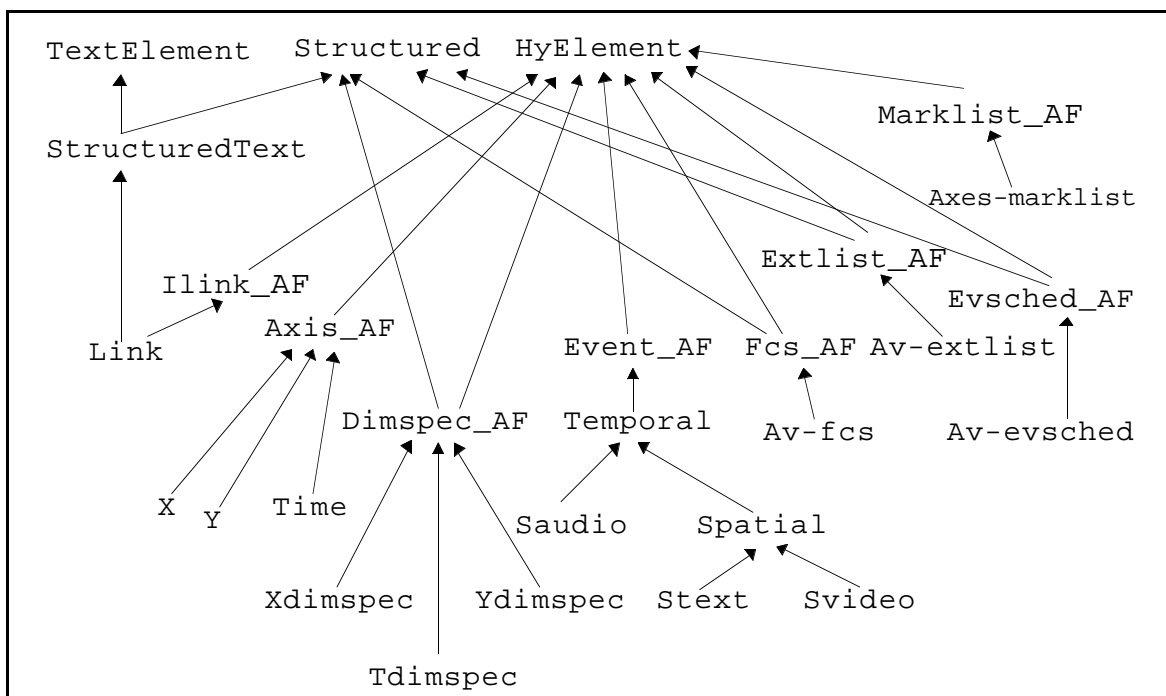 TextElement
Structured
HyElement
Marklist_AF
StructuredText
Axes-marklist
Extlist_AF
Ilink_AF
Evsched_AF
Axis_AF
Link
Event_AF
Fcs_AF
Av-extlist
Dimspec_AF
Temporal
Av-fcs
Av-evsched
X
Y
Time
Saudio
Spatial
Xdimspec
Ydimspec
Stext
Svideo
Tdimspec